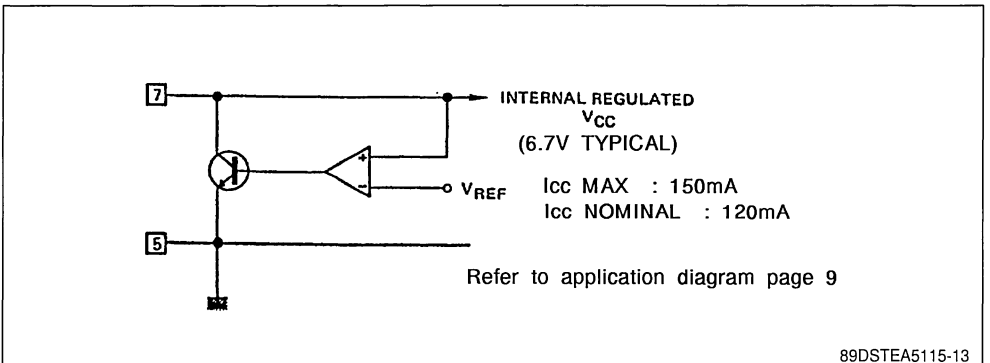 7
INTERNAL REGULATED
VCC
(6.7V TYPICAL)
+
−
VREF
Icc MAX : 150mA
Icc NOMINAL : 120mA
5
Refer to application diagram page 9
89DSTEA5115-13